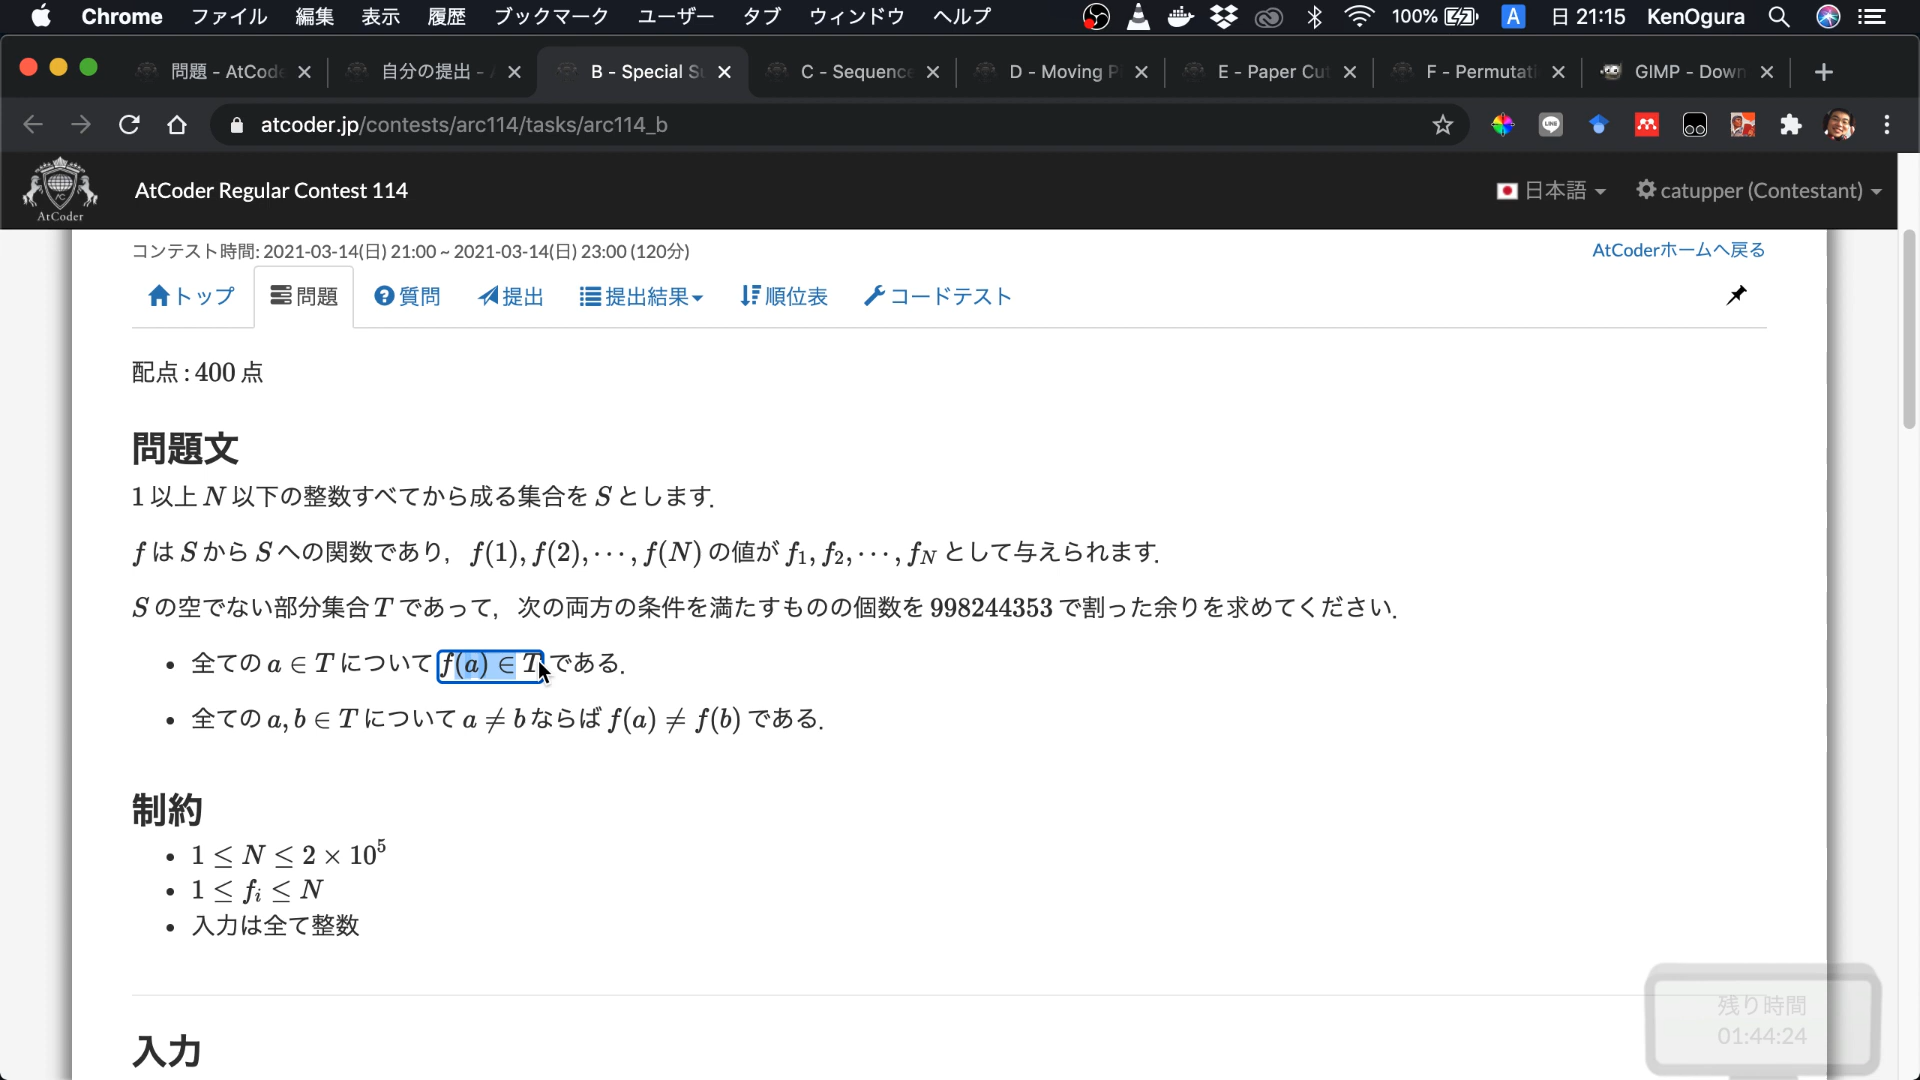 Chrome ファイル 編集 表示 履歴 ブックマーク ユーザー タブ ウィンドウ ヘルプ 100% A 日 21:15 KenOgura
問題 - AtCode 自分の提出 - B - Special Su C - Sequence D - Moving P E - Paper Cut F - Permutati GIMP - Down
atcoder.jp/contests/arc114/tasks/arc114_b
AtCoder AtCoder Regular Contest 114 日本語 catupper (Contestant)
コンテスト時間: 2021-03-14(日) 21:00 ~ 2021-03-14(日) 23:00 (120分) AtCoderホームへ戻る
トップ 問題 質問 提出 提出結果 順位表 コードテスト
配点 : 400 点
問題文
1 以上 N 以下の整数すべてから成る集合を S とします．
f は S から S への関数であり， f(1), f(2), ⋯ , f(N) の値が f₁, f₂, ⋯ , f_N として与えられます．
S の空でない部分集合 T であって，次の両方の条件を満たすものの個数を 998244353 で割った余りを求めてください．
• 全ての a ∈ T について f(a) ∈ T である．
• 全ての a, b ∈ T について a ≠ b ならば f(a) ≠ f(b) である．
制約
• 1 ≤ N ≤ 2 × 10⁵
• 1 ≤ fᵢ ≤ N
• 入力は全て整数
入力
残り時間
01:44:24